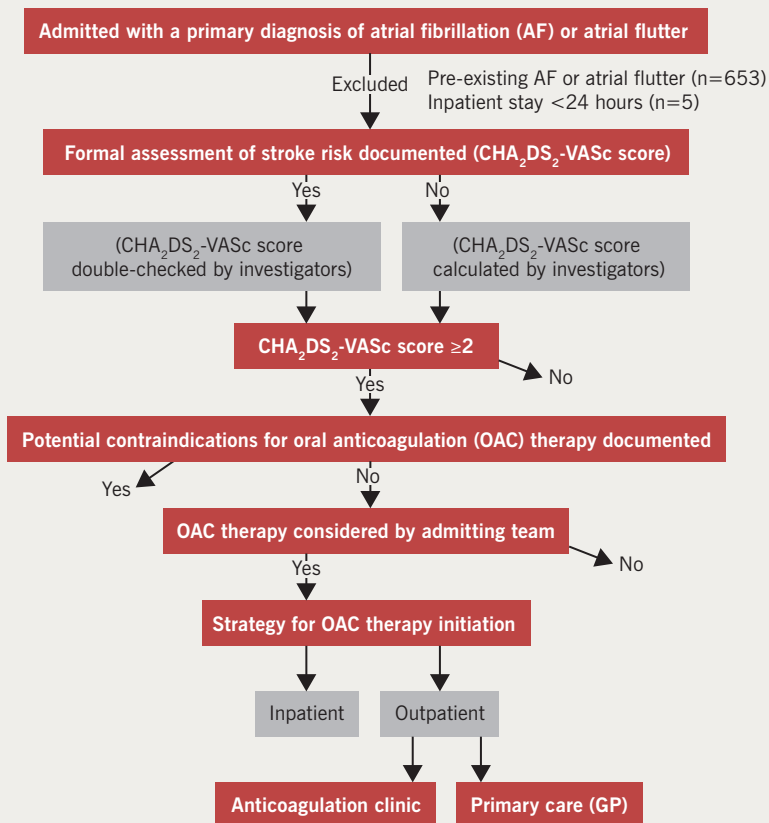 Admitted with a primary diagnosis of atrial fibrillation (AF) or atrial flutter
Excluded
Pre-existing AF or atrial flutter (n=653)
Inpatient stay <24 hours (n=5)
Formal assessment of stroke risk documented (CHA₂DS₂-VASc score)
Yes
No
(CHA₂DS₂-VASc score
double-checked by investigators)
(CHA₂DS₂-VASc score
calculated by investigators)
CHA₂DS₂-VASc score ≥2
No
Yes
Potential contraindications for oral anticoagulation (OAC) therapy documented
Yes
No
OAC therapy considered by admitting team
No
Yes
Strategy for OAC therapy initiation
Inpatient
Outpatient
Anticoagulation clinic
Primary care (GP)